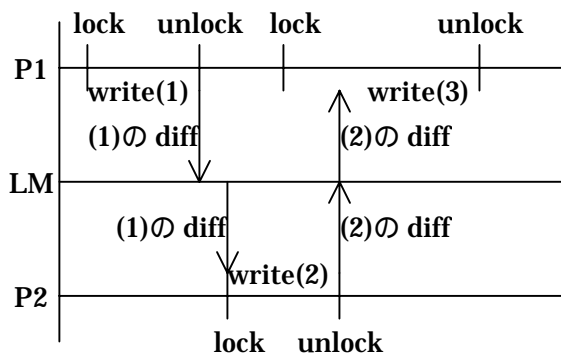 lock unlock lock unlock
P1
write(1) write(3)
(1)の diff (2)の diff
LM
(1)の diff (2)の diff
write(2)
P2
lock unlock